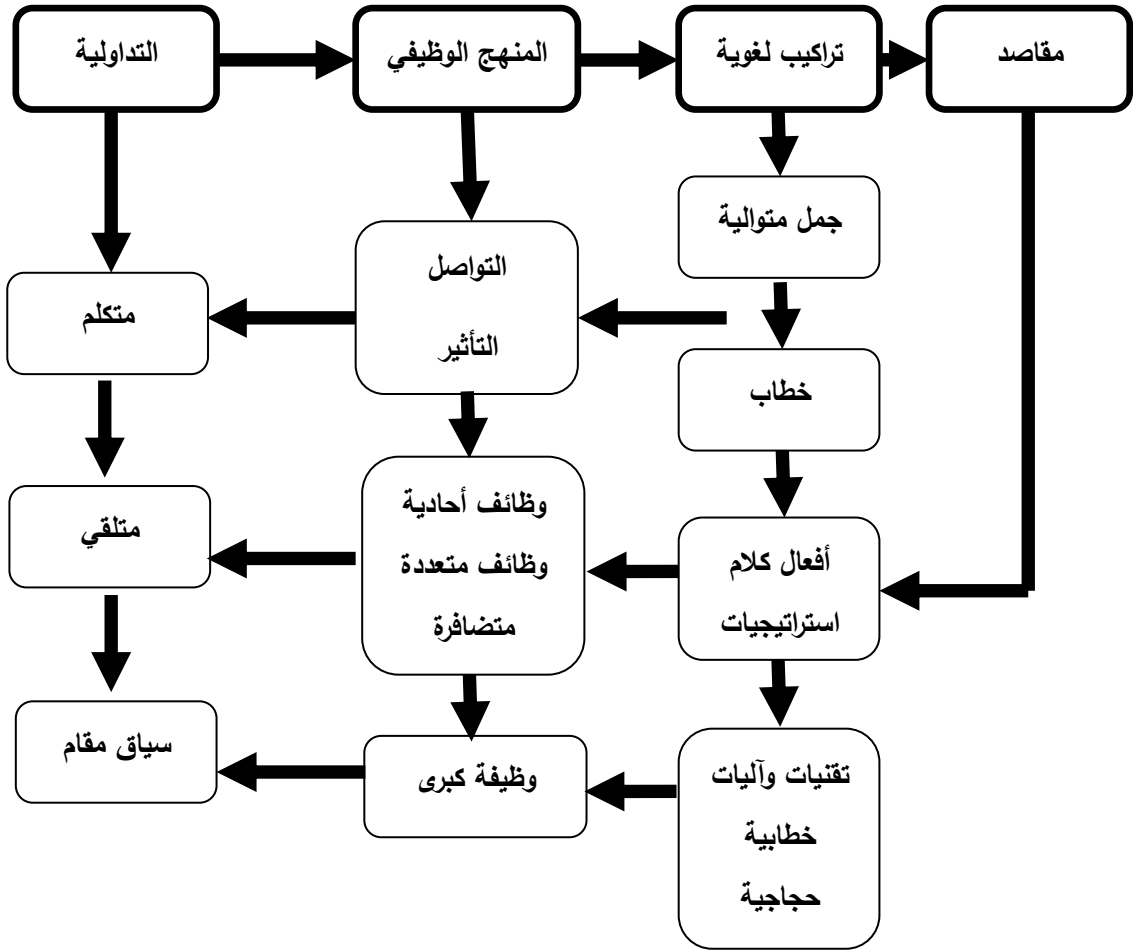 مقاصد
تراكيب لغوية
المنهج الوظيفي
التداولية
جمل متوالية
التواصل
التأثير
متكلم
خطاب
أفعال كلام
استراتيجيات
وظائف أحادية
وظائف متعددة
متضافرة
متلقي
تقنيات وآليات
خطابية
حجاجية
وظيفة كبرى
سياق مقام